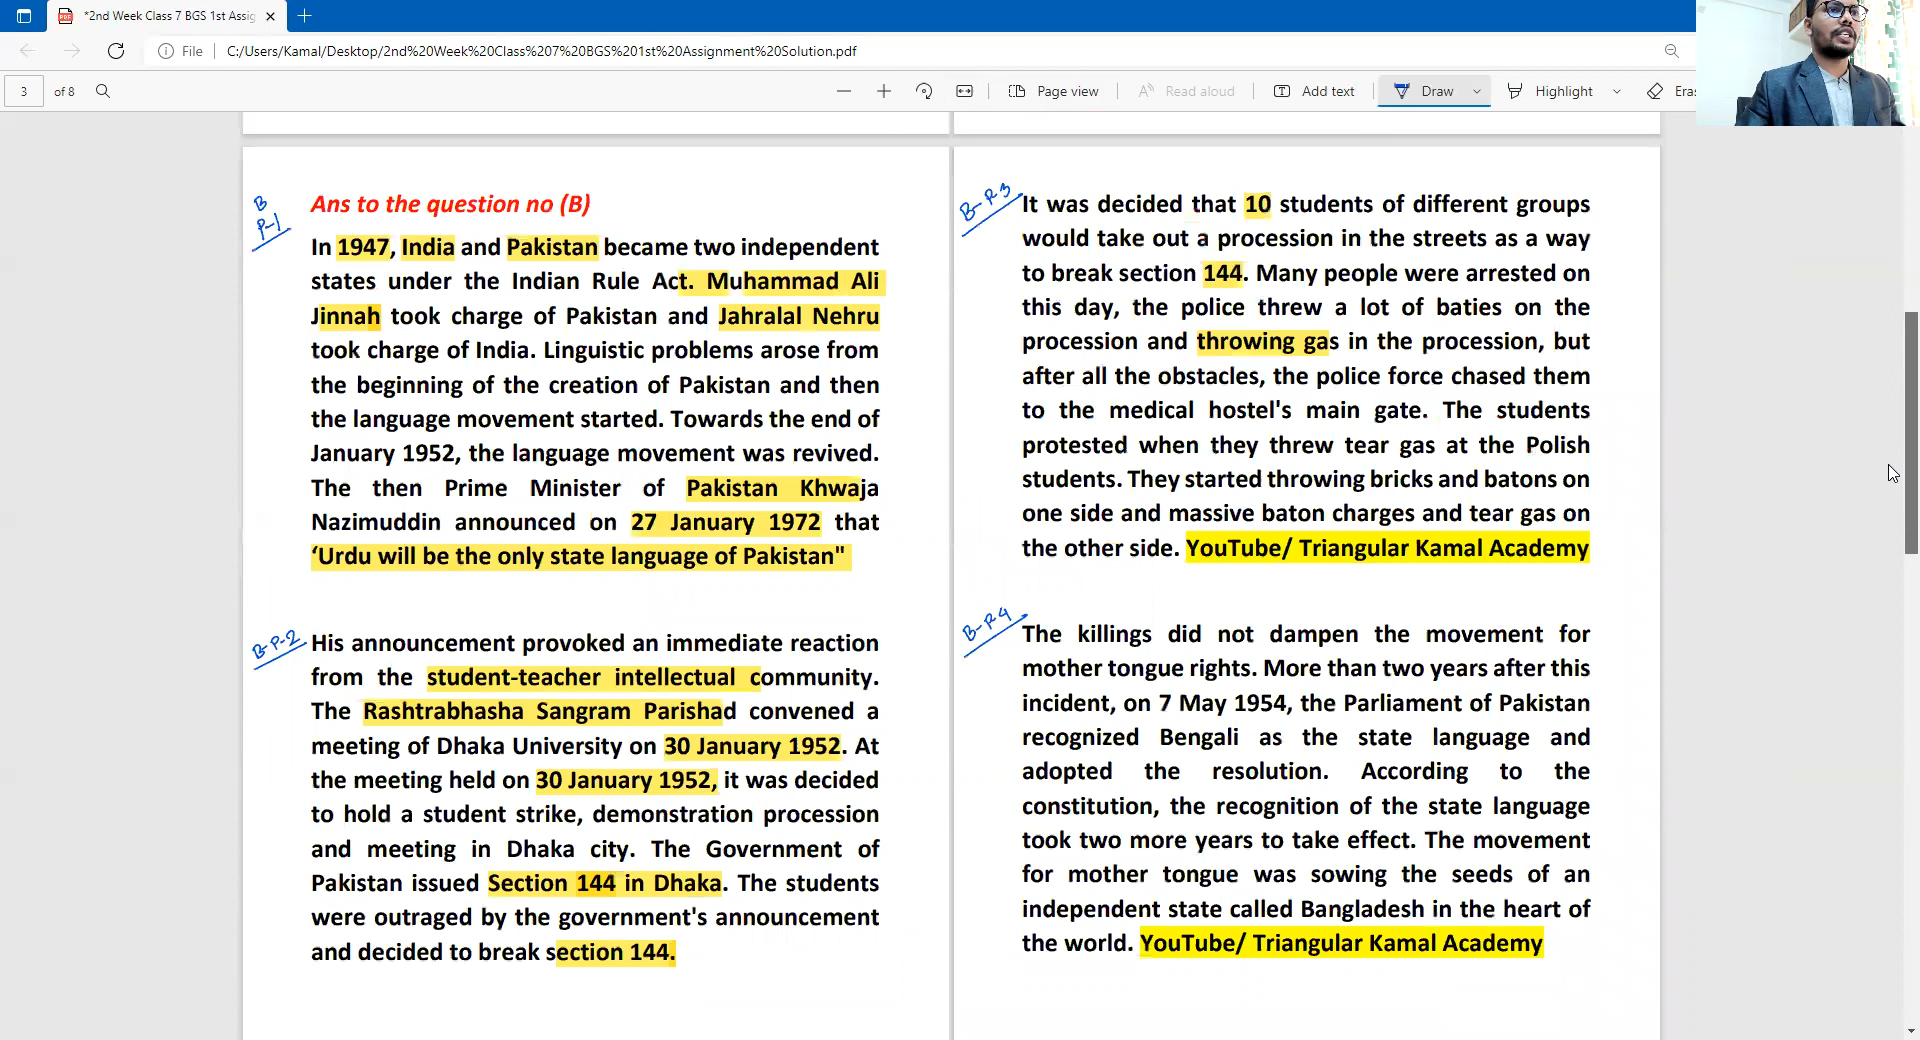 *2nd Week Class 7 BGS 1st Assig
File
C:/Users/Kamal/Desktop/2nd%20Week%20Class%207%20BGS%201st%20Assignment%20Solution.pdf
3 of 8
Page view
Read aloud
Add text
Draw
Highlight
Eras
B
P-1
Ans to the question no (B)
In 1947, India and Pakistan became two independent
states under the Indian Rule Act. Muhammad Ali
Jinnah took charge of Pakistan and Jahralal Nehru
took charge of India. Linguistic problems arose from
the beginning of the creation of Pakistan and then
the language movement started. Towards the end of
January 1952, the language movement was revived.
The then Prime Minister of Pakistan Khwaja
Nazimuddin announced on 27 January 1972 that
‘Urdu will be the only state language of Pakistan"
B-P-2
His announcement provoked an immediate reaction
from the student-teacher intellectual community.
The Rashtrabhasha Sangram Parishad convened a
meeting of Dhaka University on 30 January 1952. At
the meeting held on 30 January 1952, it was decided
to hold a student strike, demonstration procession
and meeting in Dhaka city. The Government of
Pakistan issued Section 144 in Dhaka. The students
were outraged by the government's announcement
and decided to break section 144.
B-P-3
It was decided that 10 students of different groups
would take out a procession in the streets as a way
to break section 144. Many people were arrested on
this day, the police threw a lot of baties on the
procession and throwing gas in the procession, but
after all the obstacles, the police force chased them
to the medical hostel's main gate. The students
protested when they threw tear gas at the Polish
students. They started throwing bricks and batons on
one side and massive baton charges and tear gas on
the other side. YouTube/ Triangular Kamal Academy
B-P-4
The killings did not dampen the movement for
mother tongue rights. More than two years after this
incident, on 7 May 1954, the Parliament of Pakistan
recognized Bengali as the state language and
adopted the resolution. According to the
constitution, the recognition of the state language
took two more years to take effect. The movement
for mother tongue was sowing the seeds of an
independent state called Bangladesh in the heart of
the world. YouTube/ Triangular Kamal Academy